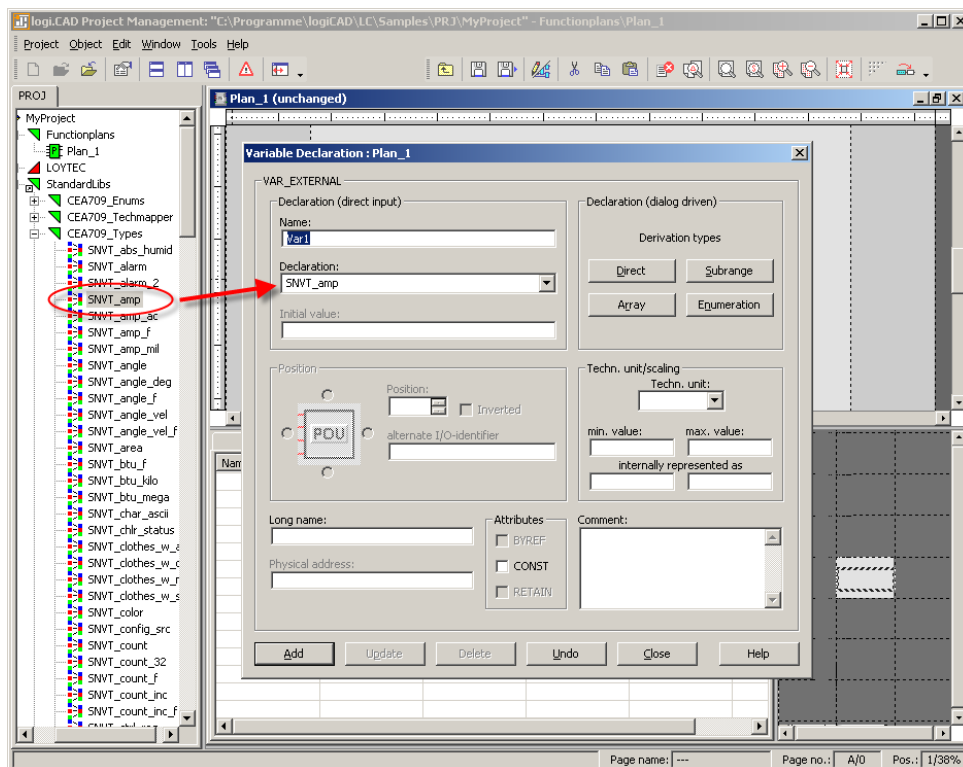 logi.CAD Project Management: "C:\Programme\logiCAD\LC\Samples\PRJ\MyProject" - Functionplans\Plan_1
Project Object Edit Window Tools Help
PROJ
MyProject
Functionplans
Plan_1
LOYTEC
StandardLibs
CEA709_Enums
CEA709_Techmapper
CEA709_Types
SNVT_abs_humid
SNVT_alarm
SNVT_alarm_2
SNVT_amp
SNVT_amp_ac
SNVT_amp_f
SNVT_amp_mil
SNVT_angle
SNVT_angle_deg
SNVT_angle_f
SNVT_angle_vel
SNVT_angle_vel_f
SNVT_area
SNVT_btu_f
SNVT_btu_kilo
SNVT_btu_mega
SNVT_char_ascii
SNVT_chlr_status
SNVT_clothes_w_
SNVT_clothes_w_
SNVT_clothes_w_
SNVT_clothes_w_
SNVT_color
SNVT_config_src
SNVT_count
SNVT_count_32
SNVT_count_f
SNVT_count_inc
SNVT_count_inc_f
Plan_1 (unchanged)
Variable Declaration : Plan_1
VAR_EXTERNAL
Declaration (direct input)
Name:
Var1
Declaration:
SNVT_amp
Initial value:
Declaration (dialog driven)
Derivation types
Direct Subrange
Array Enumeration
Position
POU
Position:
Inverted
alternate I/O-identifier
Techn. unit/scaling
Techn. unit:
min. value: max. value:
internally represented as
Long name:
Physical address:
Attributes
BYREF
CONST
RETAIN
Comment:
Add Update Delete Undo Close Help
Page name: --- Page no.: A/0 Pos.: 1/38%